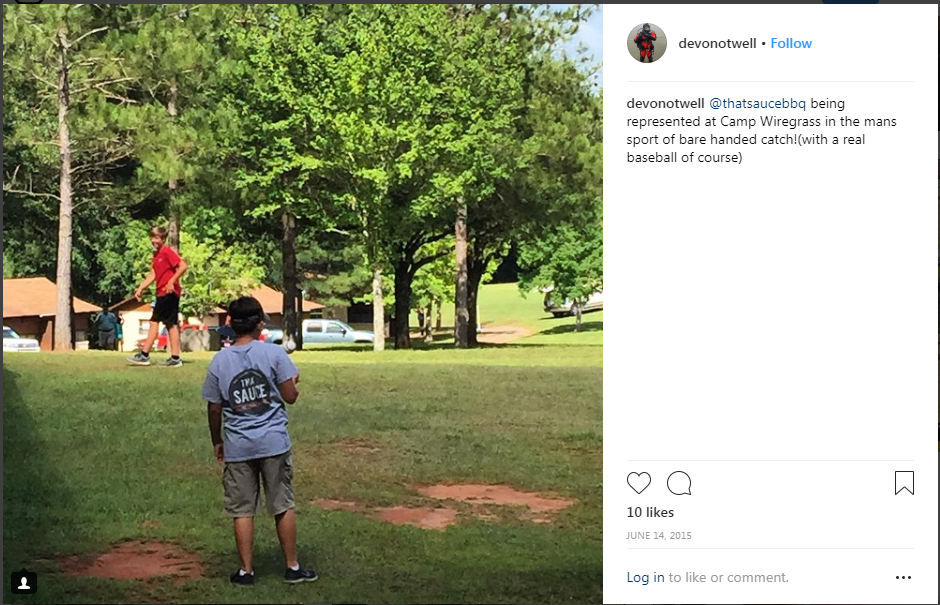 THA
SAUCE
devonotwell • Follow
devonotwell @thatsaucebbq being
represented at Camp Wiregrass in the mans
sport of bare handed catch!(with a real
baseball of course)
10 likes
JUNE 14, 2015
Log in to like or comment.